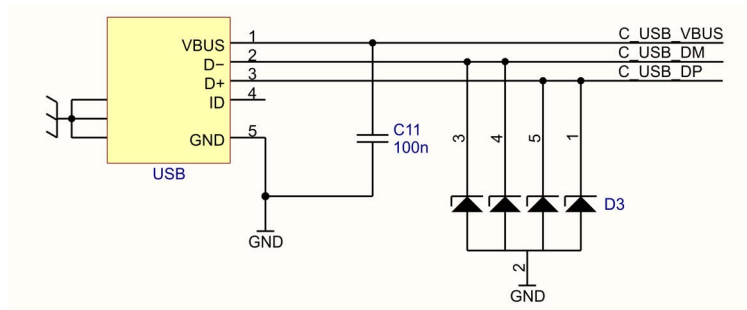 VBUS 1 C_USB_VBUS
D− 2 C_USB_DM
D+ 3 C_USB_DP
ID 4
GND 5
USB
C11
100n
GND
3 4 5 1
D3
2
GND